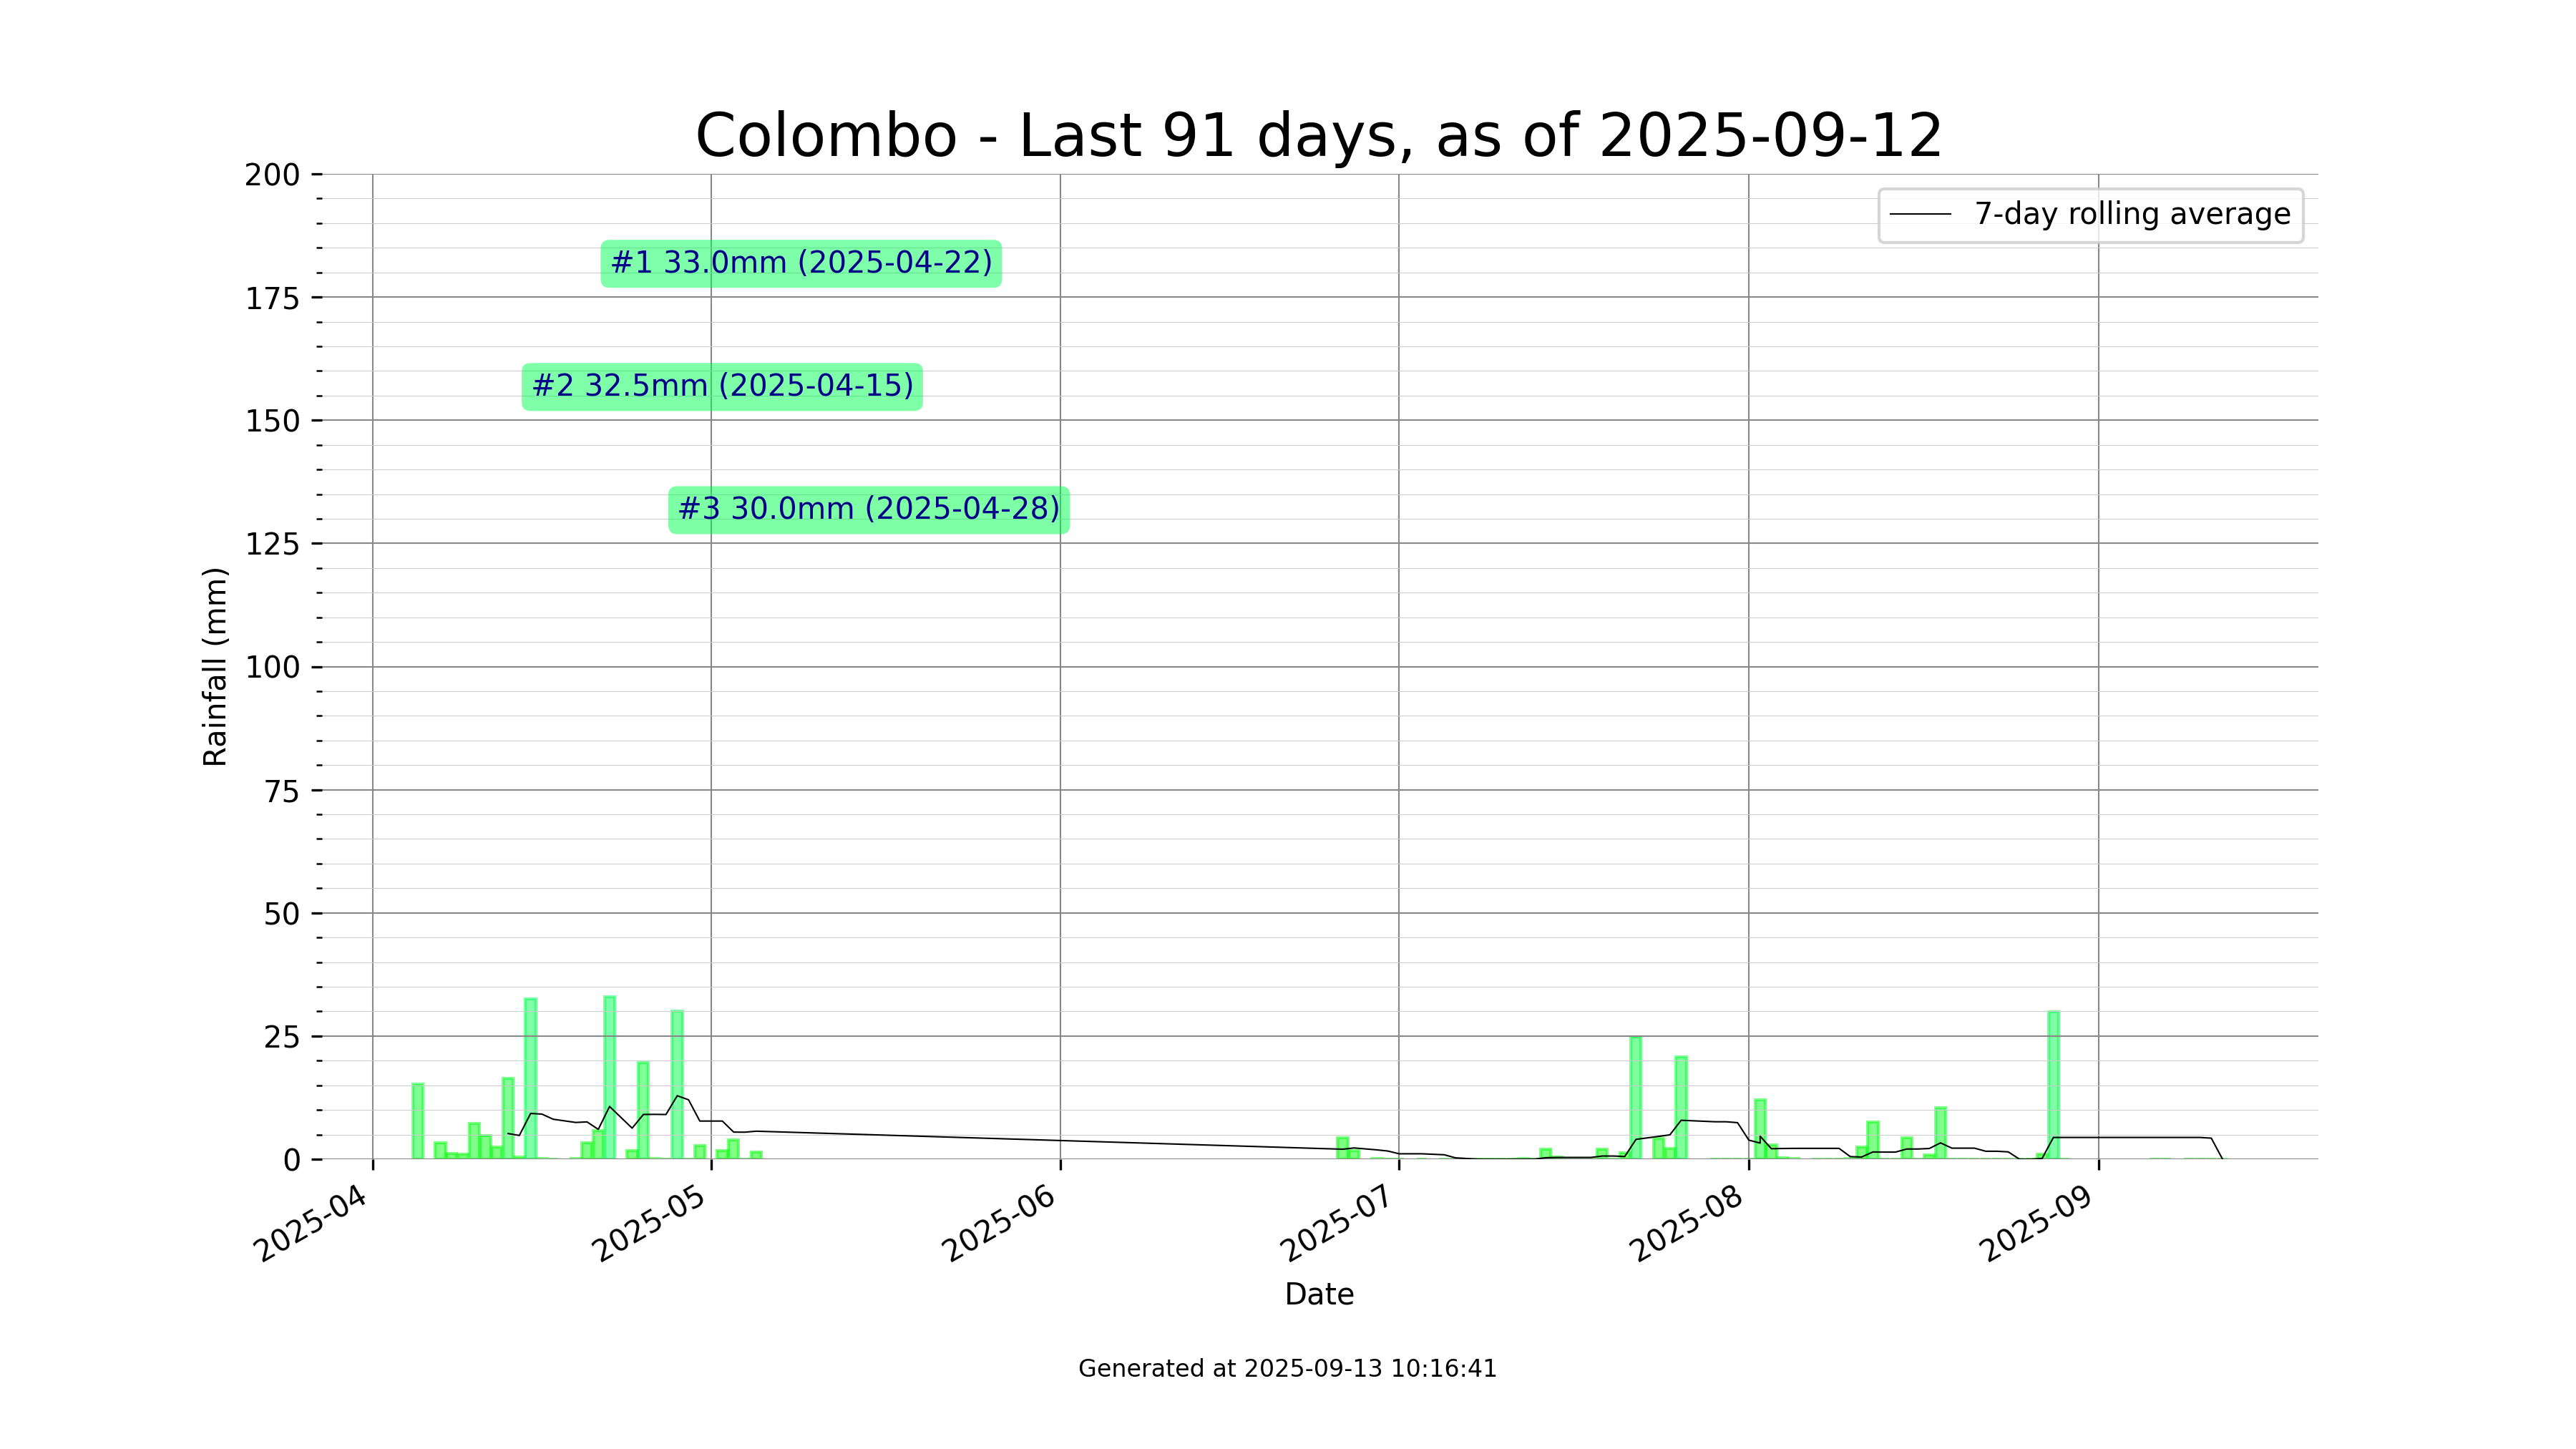 Colombo - Last 91 days, as of 2025-09-12
200
175
150
125
100
75
50
25
0
Rainfall (mm)
7-day rolling average
#1 33.0mm (2025-04-22)
#2 32.5mm (2025-04-15)
#3 30.0mm (2025-04-28)
2025-04
2025-05
2025-06
2025-07
2025-08
2025-09
Date
Generated at 2025-09-13 10:16:41